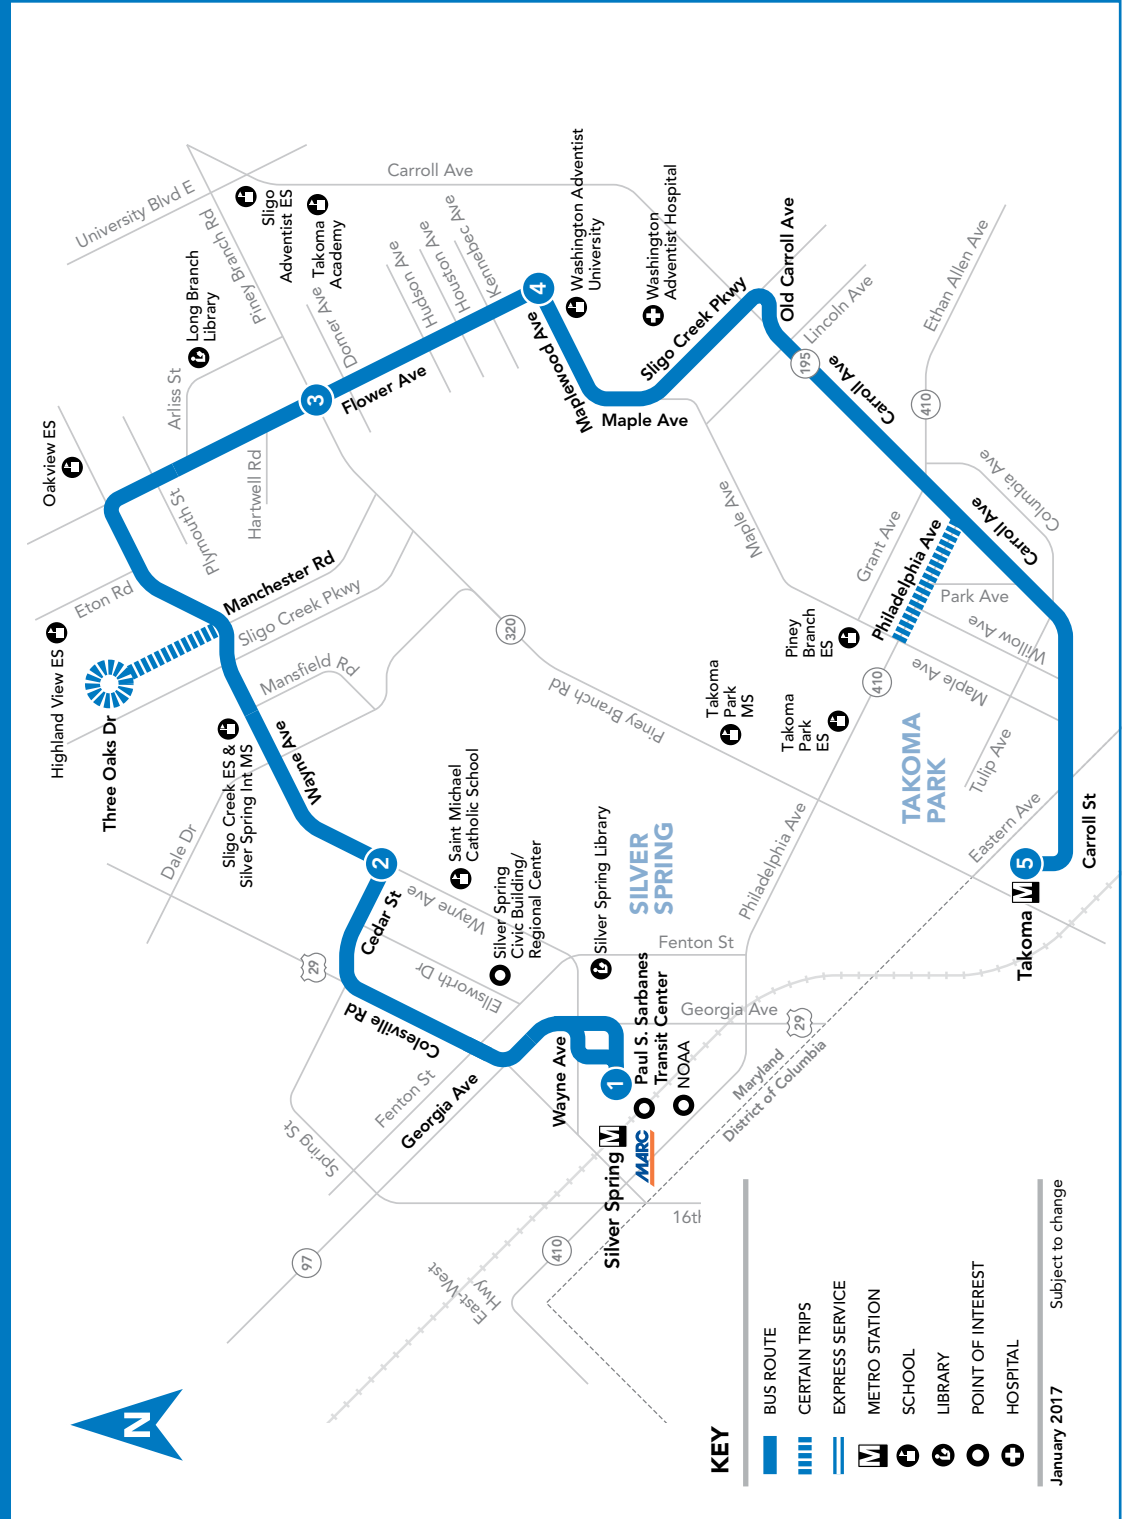 University Blvd E
Carroll Ave
Piney Branch Rd
Sligo
Adventist ES
Takoma
Academy
Long Branch
Library
Arliss St
Domer Ave
Hudson Ave
Houston Ave
Kennebec Ave
Washington Adventist
University
Washington
Adventist Hospital
Old Carroll Ave
Lincoln Ave
Ethan Allen Ave
Oakview ES
3
Flower Ave
4
Maplewood Ave
Maple Ave
Sligo Creek Pkwy
195
Carroll Ave
410
Columbia Ave
Carroll Ave
Plymouth St
Hartwell Rd
Eton Rd
Manchester Rd
Sligo Creek Pkwy
Mansfield Rd
Highland View ES
Three Oaks Dr
Sligo Creek ES &
Silver Spring Int MS
Wayne Ave
Dale Dr
320
Piney Branch Rd
Maple Ave
Grant Ave
Philadelphia Ave
Park Ave
Willow Ave
Maple Ave
Piney
Branch
ES
410
Takoma
Park
MS
Takoma
Park
ES
TAKOMA
PARK
Tulip Ave
Eastern Ave
Carroll St
5
M
Takoma
Philadelphia Ave
2
Cedar St
Wayne Ave
Saint Michael
Catholic School
Silver Spring
Civic Building/
Regional Center
Silver Spring Library
SILVER
SPRING
Ellsworth Dr
29
Colesville Rd
Fenton St
Georgia Ave
Fenton St
Georgia Ave
29
Wayne Ave
1
Paul S. Sarbanes
Transit Center
NOAA
Maryland
District of Columbia
Spring St
M
Silver Spring
MARC
16th
97
410
East-West
Hwy
N
KEY
BUS ROUTE
CERTAIN TRIPS
EXPRESS SERVICE
M METRO STATION
SCHOOL
LIBRARY
POINT OF INTEREST
HOSPITAL
January 2017 Subject to change